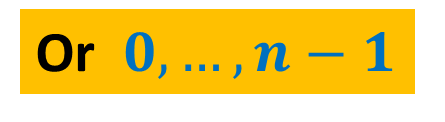 Or 0, … , n − 1